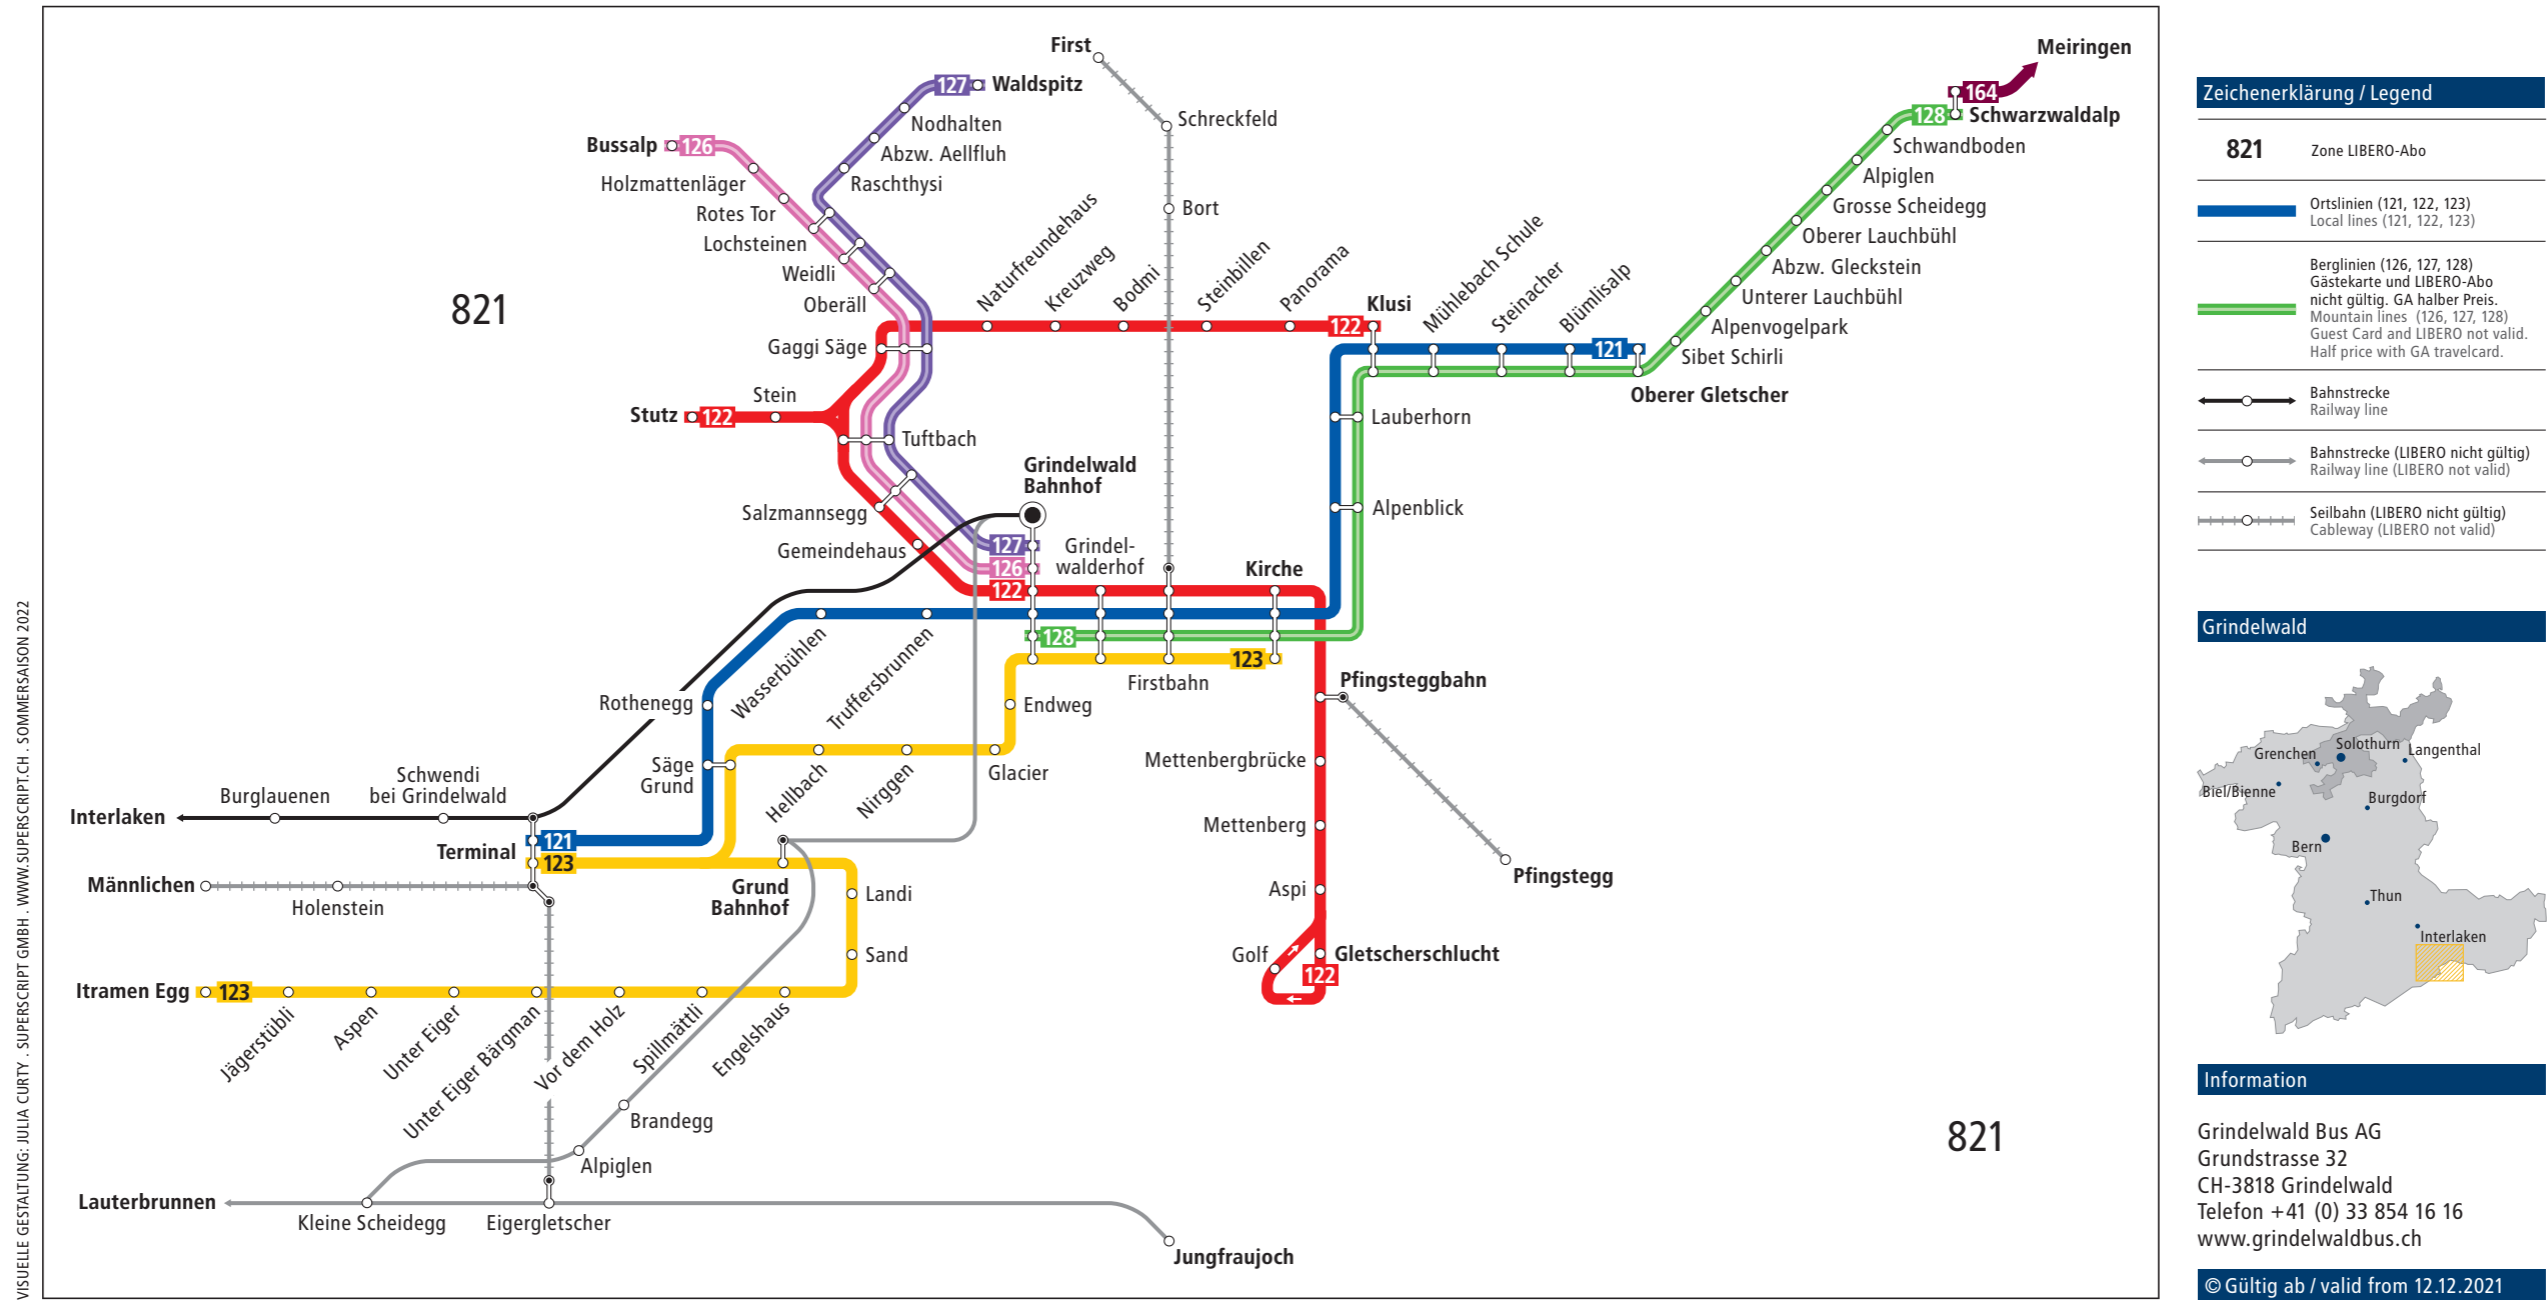 First
Meiringen
127
Waldspitz
164
128
Schwarzwaldalp
Schreckfeld
Nodhalten
Bussalp
126
Abzw. Aellfluh
Schwandboden
Holzmattenläger
Raschthysi
Alpiglen
Rotes Tor
Bort
Grosse Scheidegg
Lochsteinen
Oberer Lauchbühl
Weidli
Abzw. Gleckstein
Oberäll
Unterer Lauchbühl
821
Naturfreundehaus
Kreuzweg
Bodmi
Steinbillen
Panorama
122
Klusi
Mühlebach Schule
Steinacher
Blümlisalp
Alpenvogelpark
Gaggi Säge
121
Sibet Schirli
Oberer Gletscher
Stein
Stutz
122
Lauberhorn
Tuftbach
Grindelwald
Bahnhof
Salzmannsegg
Alpenblick
Gemeindehaus
127
126
122
Grindel-
walderhof
Kirche
128
123
Firstbahn
Wasserbühlen
Truffersbrunnen
Rothenegg
Endweg
Pfingsteggbahn
Säge
Grund
Hellbach
Nirggen
Glacier
Mettenbergbrücke
Schwendi
bei Grindelwald
Burglauenen
Interlaken
Mettenberg
121
Terminal
123
Männlichen
Holenstein
Grund
Bahnhof
Landi
Aspi
Pfingstegg
Sand
Golf
Gletscherschlucht
122
Itramen Egg
123
Jägerstübli
Aspen
Unter Eiger
Unter Eiger Bärgman
Vor dem Holz
Spillmättli
Engelshaus
Brandegg
821
Alpiglen
Lauterbrunnen
Kleine Scheidegg
Eigergletscher
Jungfraujoch
VISUELLE GESTALTUNG: JULIA CURTY . SUPERSCRIPT GMBH . WWW.SUPERSCRIPT.CH . SOMMERSAISON 2022
Zeichenerklärung / Legend
821 Zone LIBERO-Abo
Ortslinien (121, 122, 123)
Local lines (121, 122, 123)
Berglinien (126, 127, 128)
Gästekarte und LIBERO-Abo
nicht gültig. GA halber Preis.
Mountain lines (126, 127, 128)
Guest Card and LIBERO not valid.
Half price with GA travelcard.
Bahnstrecke
Railway line
Bahnstrecke (LIBERO nicht gültig)
Railway line (LIBERO not valid)
Seilbahn (LIBERO nicht gültig)
Cableway (LIBERO not valid)
Grindelwald
Grenchen
Solothurn
Langenthal
Biel/Bienne
Burgdorf
Bern
Thun
Interlaken
Information
Grindelwald Bus AG
Grundstrasse 32
CH-3818 Grindelwald
Telefon +41 (0) 33 854 16 16
www.grindelwaldbus.ch
© Gültig ab / valid from 12.12.2021